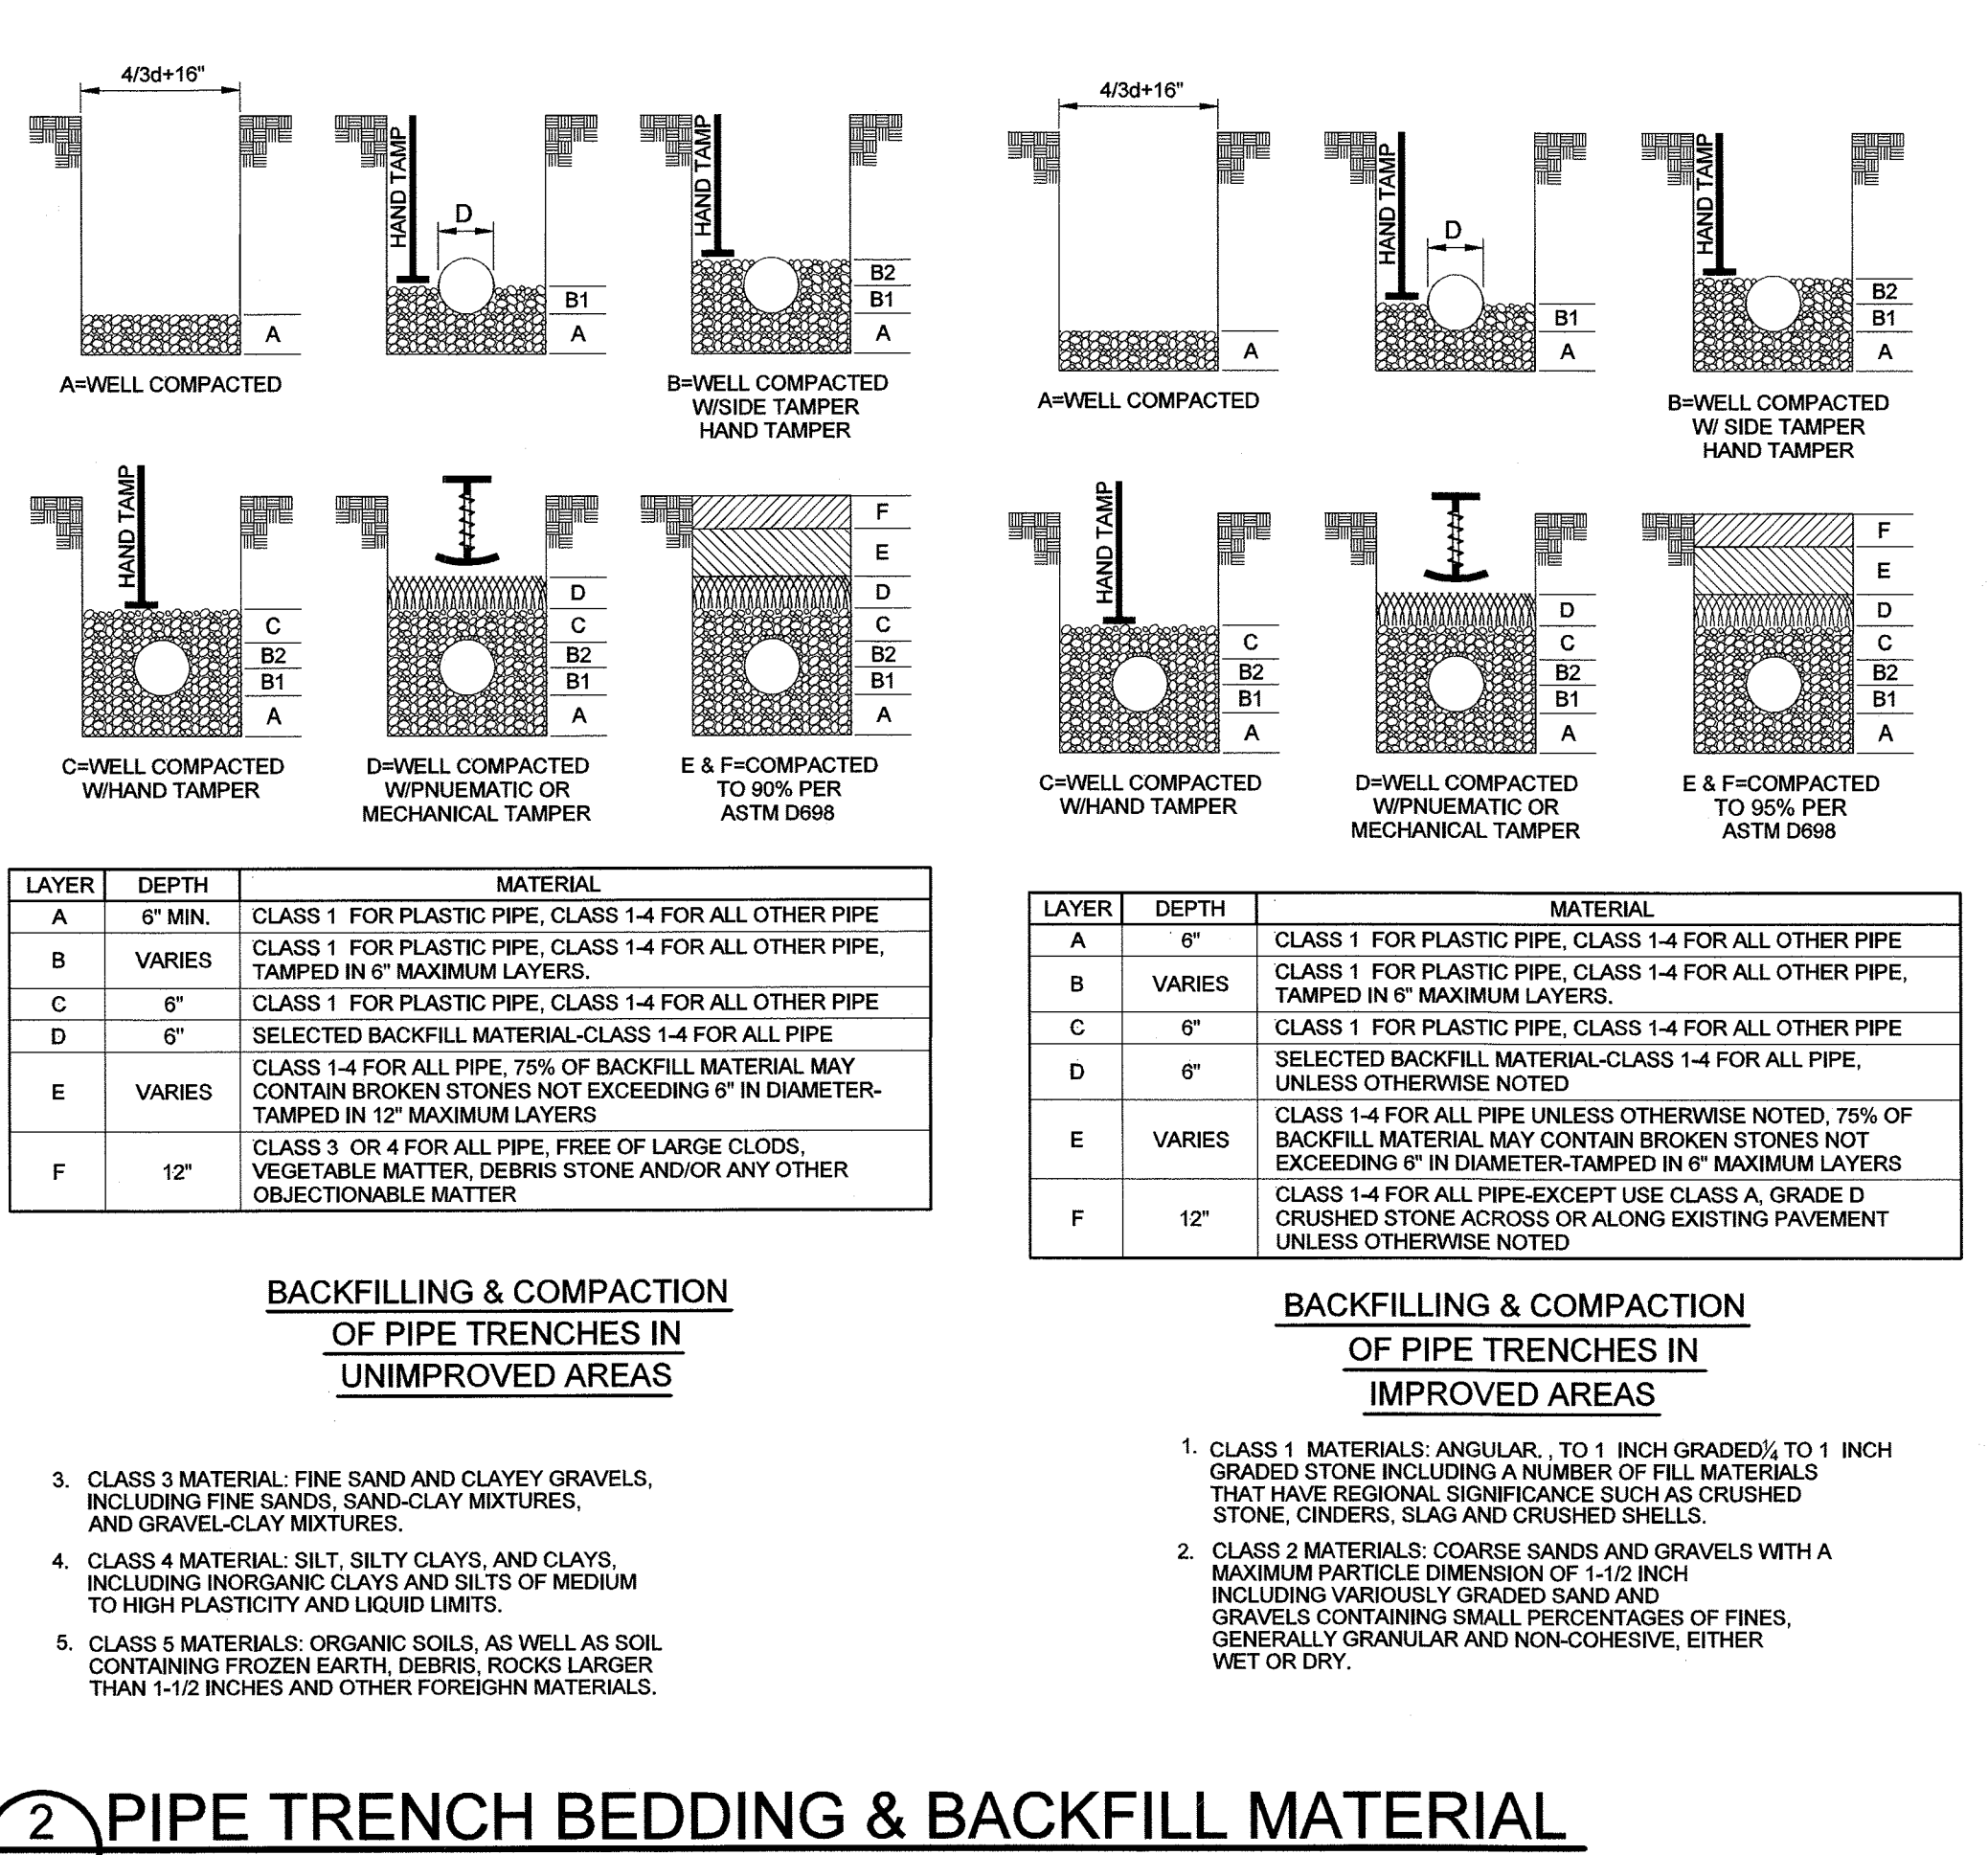 4/3d+16"
HAND TAMP
D
HAND TAMP
A
B1
A
B2
B1
A
A=WELL COMPACTED
B=WELL COMPACTED
W/SIDE TAMPER
HAND TAMPER
HAND TAMP
C
B2
B1
A
D
C
B2
B1
A
F
E
D
C
B2
B1
A
C=WELL COMPACTED
W/HAND TAMPER
D=WELL COMPACTED
W/PNUEMATIC OR
MECHANICAL TAMPER
E & F=COMPACTED
TO 90% PER
ASTM D698
LAYER DEPTH MATERIAL
A 6" MIN. CLASS 1 FOR PLASTIC PIPE, CLASS 1-4 FOR ALL OTHER PIPE
B VARIES CLASS 1 FOR PLASTIC PIPE, CLASS 1-4 FOR ALL OTHER PIPE,
TAMPED IN 6" MAXIMUM LAYERS.
C 6" CLASS 1 FOR PLASTIC PIPE, CLASS 1-4 FOR ALL OTHER PIPE
D 6" SELECTED BACKFILL MATERIAL-CLASS 1-4 FOR ALL PIPE
E VARIES CLASS 1-4 FOR ALL PIPE, 75% OF BACKFILL MATERIAL MAY
CONTAIN BROKEN STONES NOT EXCEEDING 6" IN DIAMETER-
TAMPED IN 12" MAXIMUM LAYERS
F 12" CLASS 3 OR 4 FOR ALL PIPE, FREE OF LARGE CLODS,
VEGETABLE MATTER, DEBRIS STONE AND/OR ANY OTHER
OBJECTIONABLE MATTER
BACKFILLING & COMPACTION
OF PIPE TRENCHES IN
UNIMPROVED AREAS
3. CLASS 3 MATERIAL: FINE SAND AND CLAYEY GRAVELS,
INCLUDING FINE SANDS, SAND-CLAY MIXTURES,
AND GRAVEL-CLAY MIXTURES.
4. CLASS 4 MATERIAL: SILT, SILTY CLAYS, AND CLAYS,
INCLUDING INORGANIC CLAYS AND SILTS OF MEDIUM
TO HIGH PLASTICITY AND LIQUID LIMITS.
5. CLASS 5 MATERIALS: ORGANIC SOILS, AS WELL AS SOIL
CONTAINING FROZEN EARTH, DEBRIS, ROCKS LARGER
THAN 1-1/2 INCHES AND OTHER FOREIGHN MATERIALS.
4/3d+16"
HAND TAMP
D
HAND TAMP
A
B1
A
B2
B1
A
A=WELL COMPACTED
B=WELL COMPACTED
W/ SIDE TAMPER
HAND TAMPER
HAND TAMP
C
B2
B1
A
D
C
B2
B1
A
F
E
D
C
B2
B1
A
C=WELL COMPACTED
W/HAND TAMPER
D=WELL COMPACTED
W/PNUEMATIC OR
MECHANICAL TAMPER
E & F=COMPACTED
TO 95% PER
ASTM D698
LAYER DEPTH MATERIAL
A 6" CLASS 1 FOR PLASTIC PIPE, CLASS 1-4 FOR ALL OTHER PIPE
B VARIES CLASS 1 FOR PLASTIC PIPE, CLASS 1-4 FOR ALL OTHER PIPE,
TAMPED IN 6" MAXIMUM LAYERS.
C 6" CLASS 1 FOR PLASTIC PIPE, CLASS 1-4 FOR ALL OTHER PIPE
D 6" SELECTED BACKFILL MATERIAL-CLASS 1-4 FOR ALL PIPE,
UNLESS OTHERWISE NOTED
E VARIES CLASS 1-4 FOR ALL PIPE UNLESS OTHERWISE NOTED, 75% OF
BACKFILL MATERIAL MAY CONTAIN BROKEN STONES NOT
EXCEEDING 6" IN DIAMETER-TAMPED IN 6" MAXIMUM LAYERS
F 12" CLASS 1-4 FOR ALL PIPE-EXCEPT USE CLASS A, GRADE D
CRUSHED STONE ACROSS OR ALONG EXISTING PAVEMENT
UNLESS OTHERWISE NOTED
BACKFILLING & COMPACTION
OF PIPE TRENCHES IN
IMPROVED AREAS
1. CLASS 1 MATERIALS: ANGULAR. , TO 1 INCH GRADED¼ TO 1 INCH
GRADED STONE INCLUDING A NUMBER OF FILL MATERIALS
THAT HAVE REGIONAL SIGNIFICANCE SUCH AS CRUSHED
STONE, CINDERS, SLAG AND CRUSHED SHELLS.
2. CLASS 2 MATERIALS: COARSE SANDS AND GRAVELS WITH A
MAXIMUM PARTICLE DIMENSION OF 1-1/2 INCH
INCLUDING VARIOUSLY GRADED SAND AND
GRAVELS CONTAINING SMALL PERCENTAGES OF FINES,
GENERALLY GRANULAR AND NON-COHESIVE, EITHER
WET OR DRY.
2 PIPE TRENCH BEDDING & BACKFILL MATERIAL